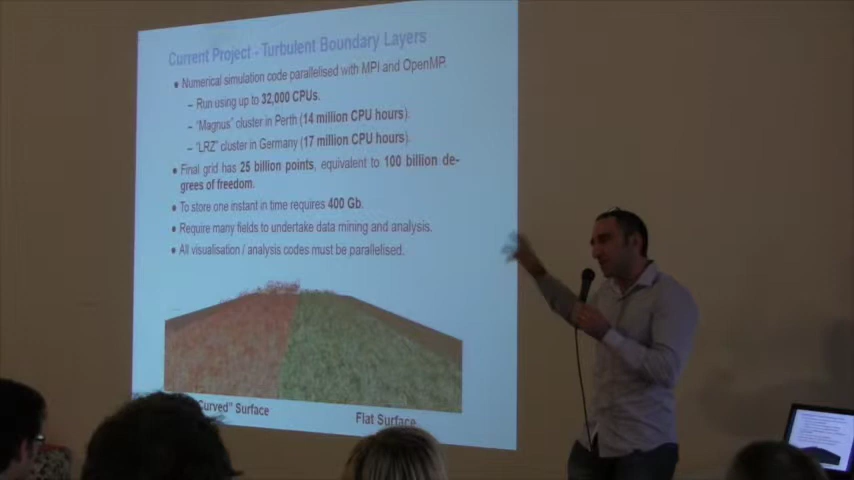 Current Project - Turbulent Boundary Layers
● Numerical simulation code parallelised with MPI and OpenMP.
– Run using up to 32,000 CPUs.
– "Magnus" cluster in Perth (14 million CPU hours).
– "LRZ" cluster in Germany (17 million CPU hours).
● Final grid has 25 billion points, equivalent to 100 billion de-
grees of freedom.
● To store one instant in time requires 400 Gb.
● Require many fields to undertake data mining and analysis.
● All visualisation / analysis codes must be parallelised.
Curved" Surface
Flat Surface